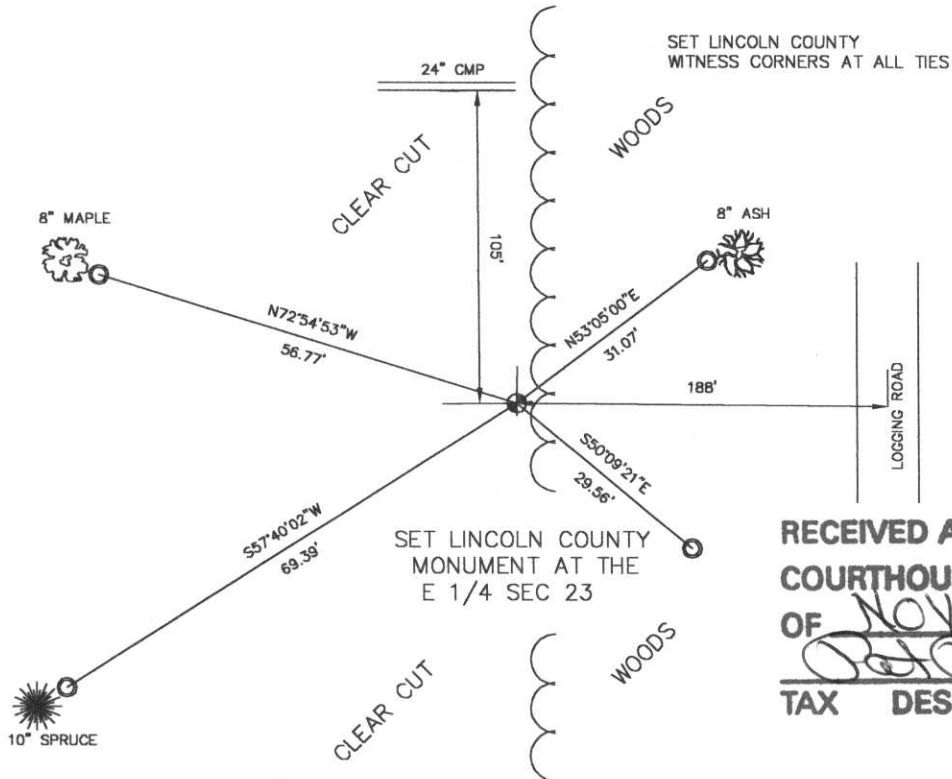 SET LINCOLN COUNTY
WITNESS CORNERS AT ALL TIES
24" CMP
WOODS
CLEAR CUT
8" MAPLE
8" ASH
105'
N72°54'53"W
56.77'
N53°05'00"E
31.07'
188'
LOGGING ROAD
S50°09'21"E
29.56'
S57°40'02"W
69.39'
SET LINCOLN COUNTY
MONUMENT AT THE
E 1/4 SEC 23
RECEIVED A
COURTHOU
OF NOV
TAX DES
WOODS
CLEAR CUT
10" SPRUCE